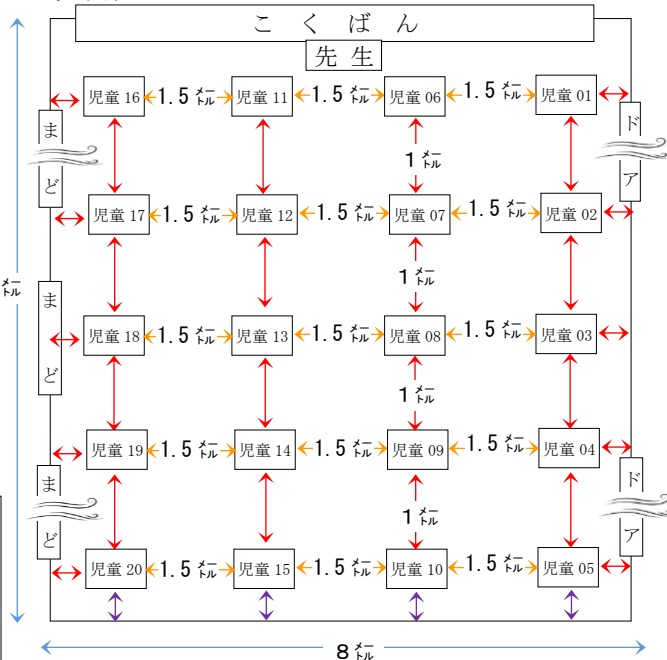 こくばん
先生
児童 16 1.5 メートル 児童 11 1.5 メートル 児童 06 1.5 メートル 児童 01
まど
ドア
1 メートル
児童 17 1.5 メートル 児童 12 1.5 メートル 児童 07 1.5 メートル 児童 02
メートル
まど
1 メートル
児童 18 1.5 メートル 児童 13 1.5 メートル 児童 08 1.5 メートル 児童 03
1 メートル
児童 19 1.5 メートル 児童 14 1.5 メートル 児童 09 1.5 メートル 児童 04
まど
ドア
1 メートル
児童 20 1.5 メートル 児童 15 1.5 メートル 児童 10 1.5 メートル 児童 05
8 メートル